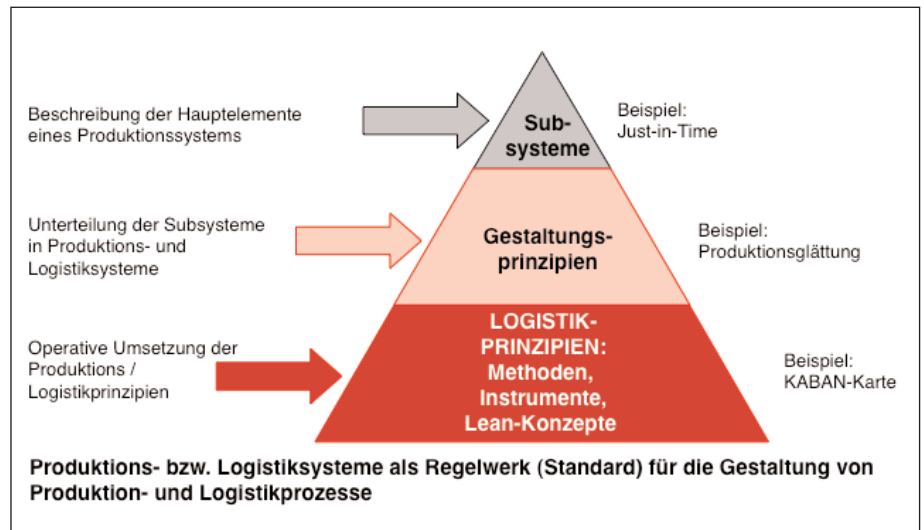 Beschreibung der Hauptelemente
eines Produktionssystems
Sub-
systeme
Beispiel:
Just-in-Time
Unterteilung der Subsysteme
in Produktions- und
Logistiksysteme
Gestaltungs-
prinzipien
Beispiel:
Produktionsglättung
Operative Umsetzung der
Produktions /
Logistikprinzipien
LOGISTIK-
PRINZIPIEN:
Methoden,
Instrumente,
Lean-Konzepte
Beispiel:
KABAN-Karte
Produktions- bzw. Logistiksysteme als Regelwerk (Standard) für die Gestaltung von
Produktion- und Logistikprozesse